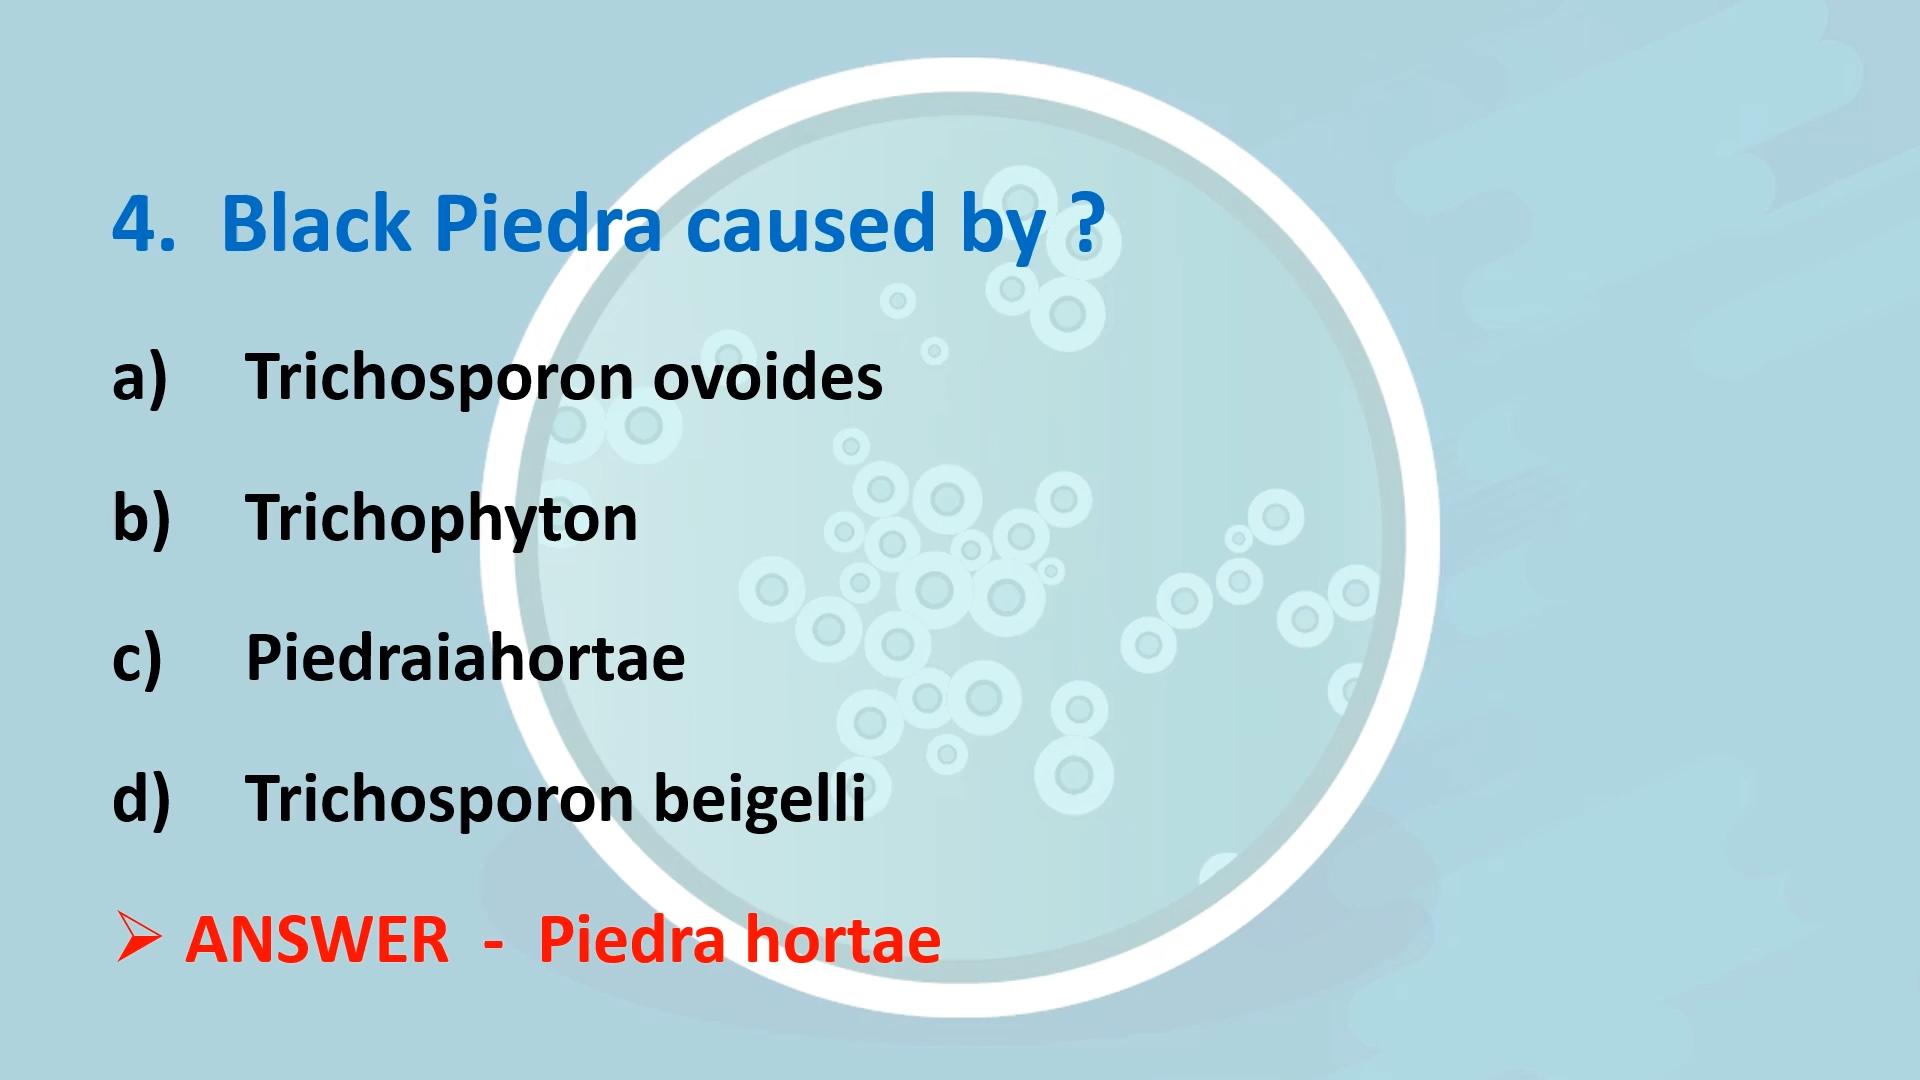 4. Black Piedra caused by ?
a) Trichosporon ovoides
b) Trichophyton
c) Piedraiahortae
d) Trichosporon beigelli
➢ ANSWER - Piedra hortae